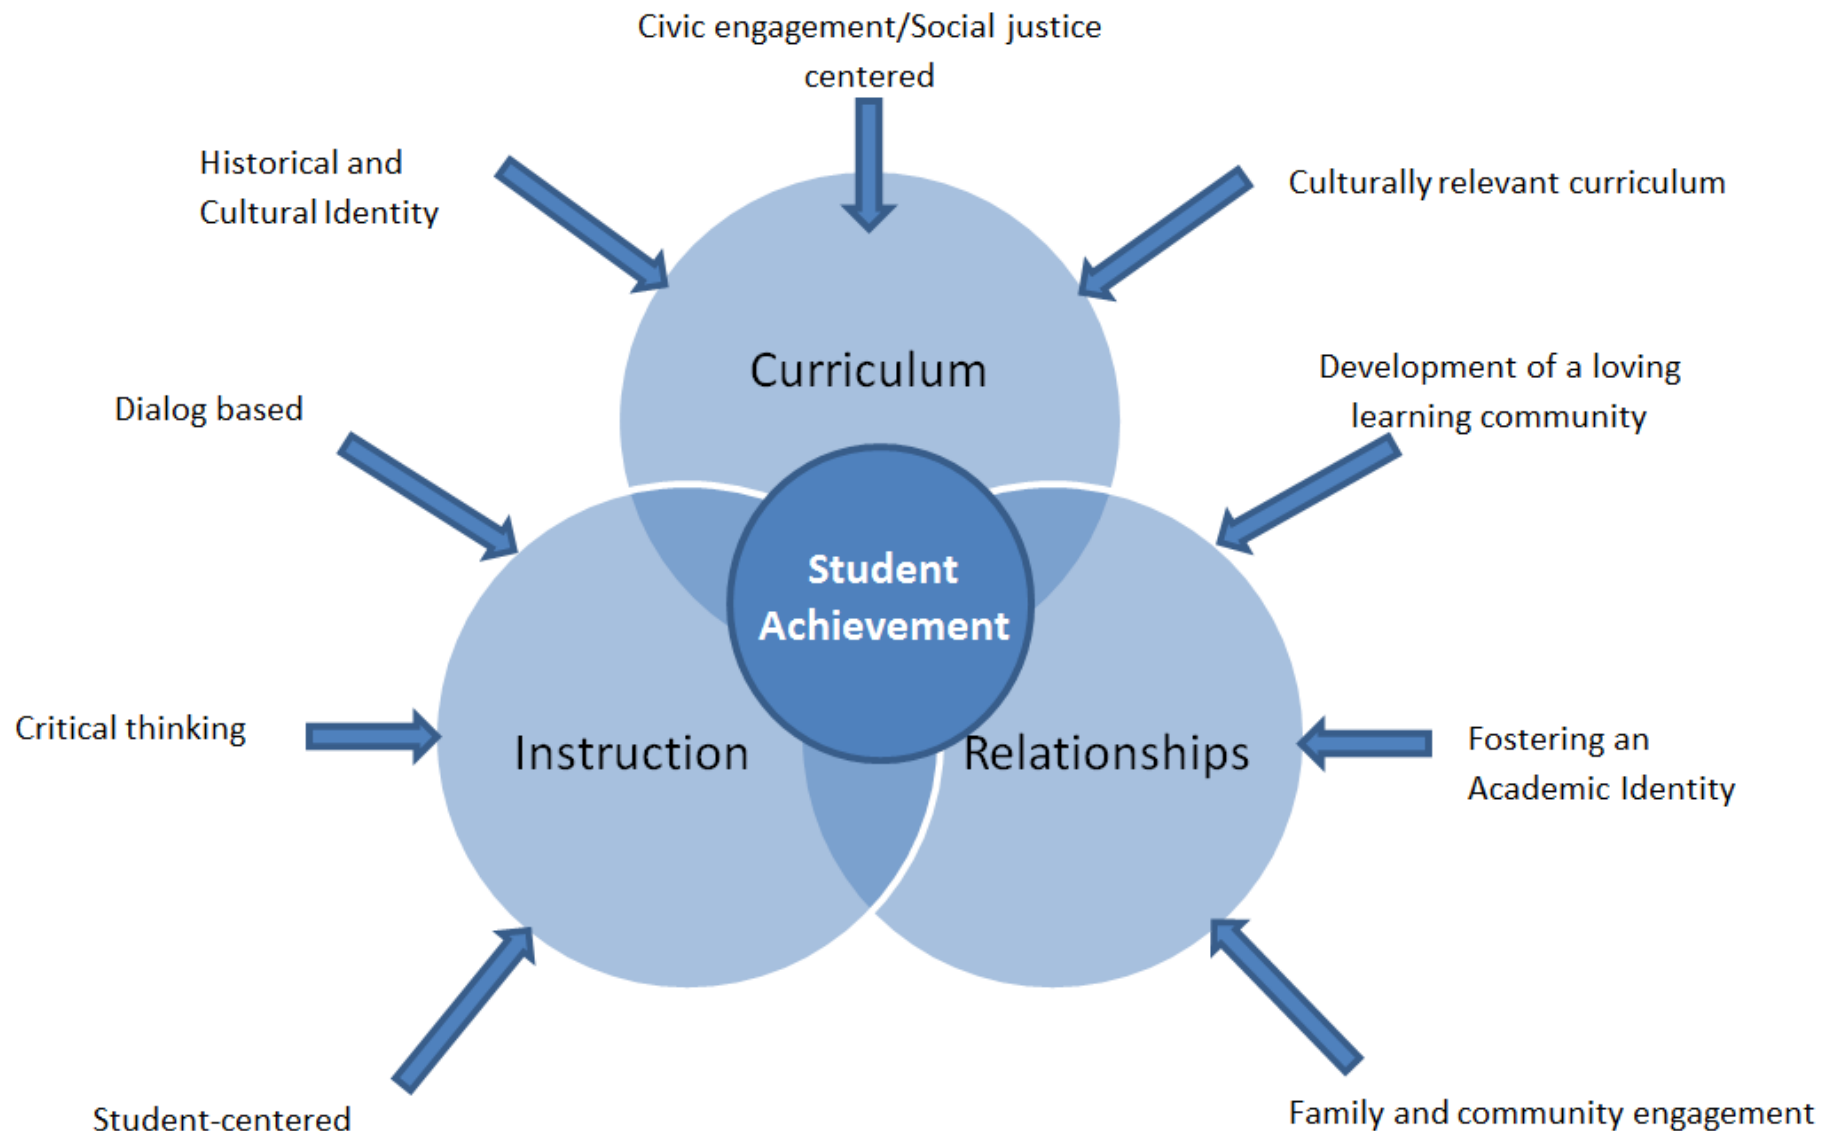 Civic engagement/Social justice
centered
Historical and
Cultural Identity
Culturally relevant curriculum
Curriculum
Development of a loving
learning community
Dialog based
Student
Achievement
Critical thinking
Instruction
Relationships
Fostering an
Academic Identity
Student-centered
Family and community engagement